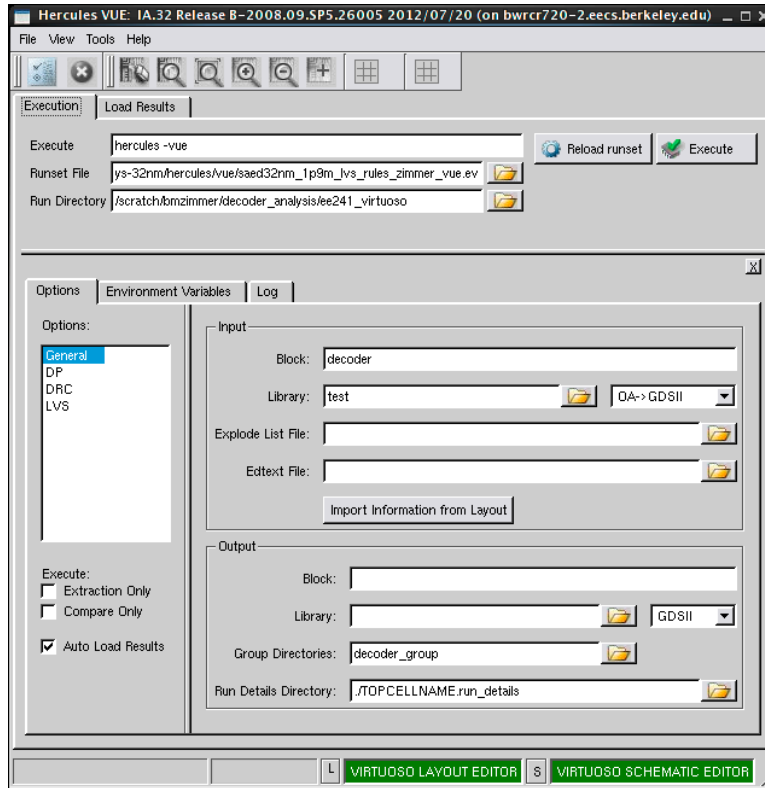 Hercules VUE: IA.32 Release B-2008.09.SP5.26005 2012/07/20 (on bwrcr720-2.eecs.berkeley.edu)
File View Tools Help
Execution Load Results
Execute hercules -vue Reload runset Execute
Runset File ys-32nm/hercules/vue/saed32nm_1p9m_lvs_rules_zimmer_vue.ev
Run Directory /scratch/bmzimmer/decoder_analysis/ee241_virtuoso
X
Options Environment Variables Log
Options:
General
DP
DRC
LVS
Execute:
Extraction Only
Compare Only
Auto Load Results
Input
Block: decoder
Library: test OA->GDSII
Explode List File:
Edtext File:
Import Information from Layout
Output
Block:
Library: GDSII
Group Directories: decoder_group
Run Details Directory: ./TOPCELLNAME.run_details
L VIRTUOSO LAYOUT EDITOR S VIRTUOSO SCHEMATIC EDITOR